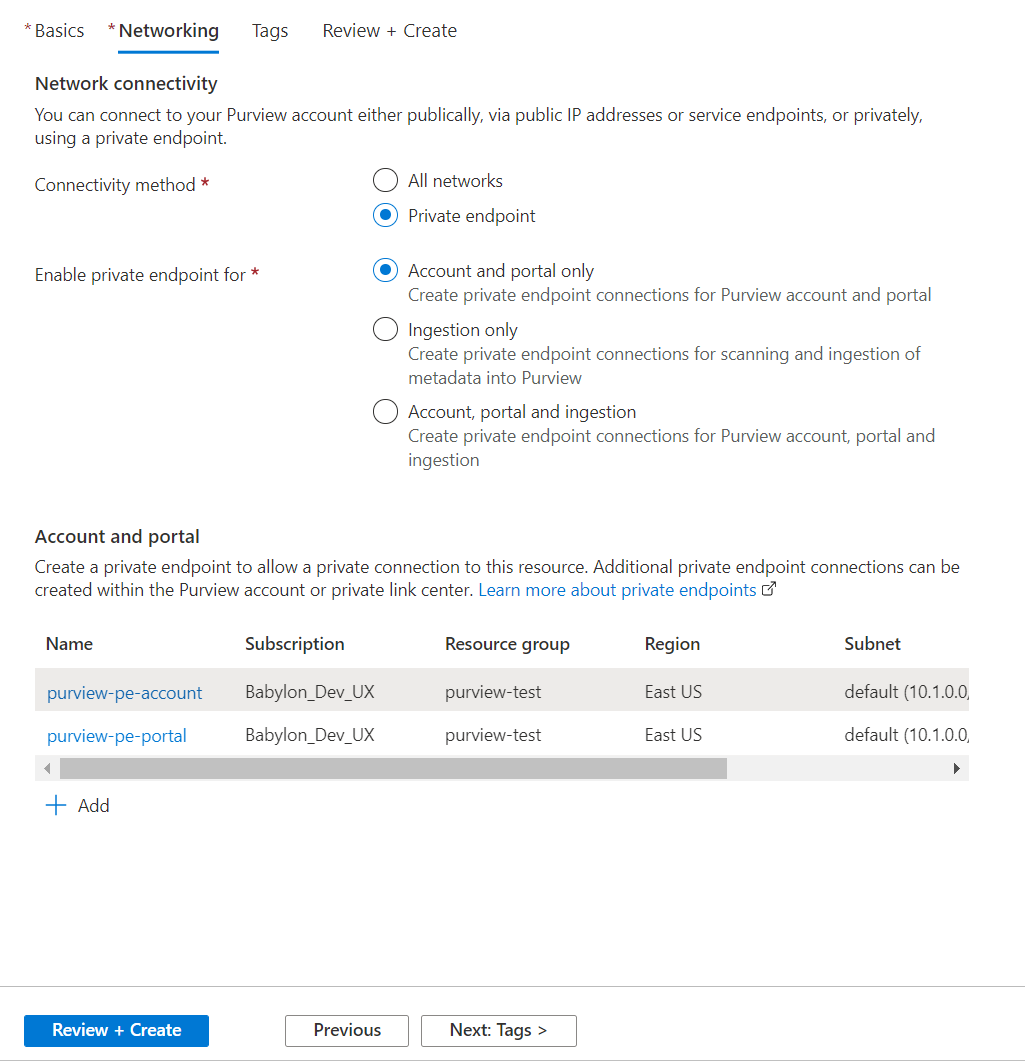 * Basics * Networking Tags Review + Create
Network connectivity
You can connect to your Purview account either publically, via public IP addresses or service endpoints, or privately,
using a private endpoint.
Connectivity method *
All networks
Private endpoint
Enable private endpoint for *
Account and portal only
Create private endpoint connections for Purview account and portal
Ingestion only
Create private endpoint connections for scanning and ingestion of
metadata into Purview
Account, portal and ingestion
Create private endpoint connections for Purview account, portal and
ingestion
Account and portal
Create a private endpoint to allow a private connection to this resource. Additional private endpoint connections can be
created within the Purview account or private link center. Learn more about private endpoints
Name Subscription Resource group Region Subnet
purview-pe-account Babylon_Dev_UX purview-test East US default (10.1.0.0,
purview-pe-portal Babylon_Dev_UX purview-test East US default (10.1.0.0,
+ Add
Review + Create Previous Next: Tags >